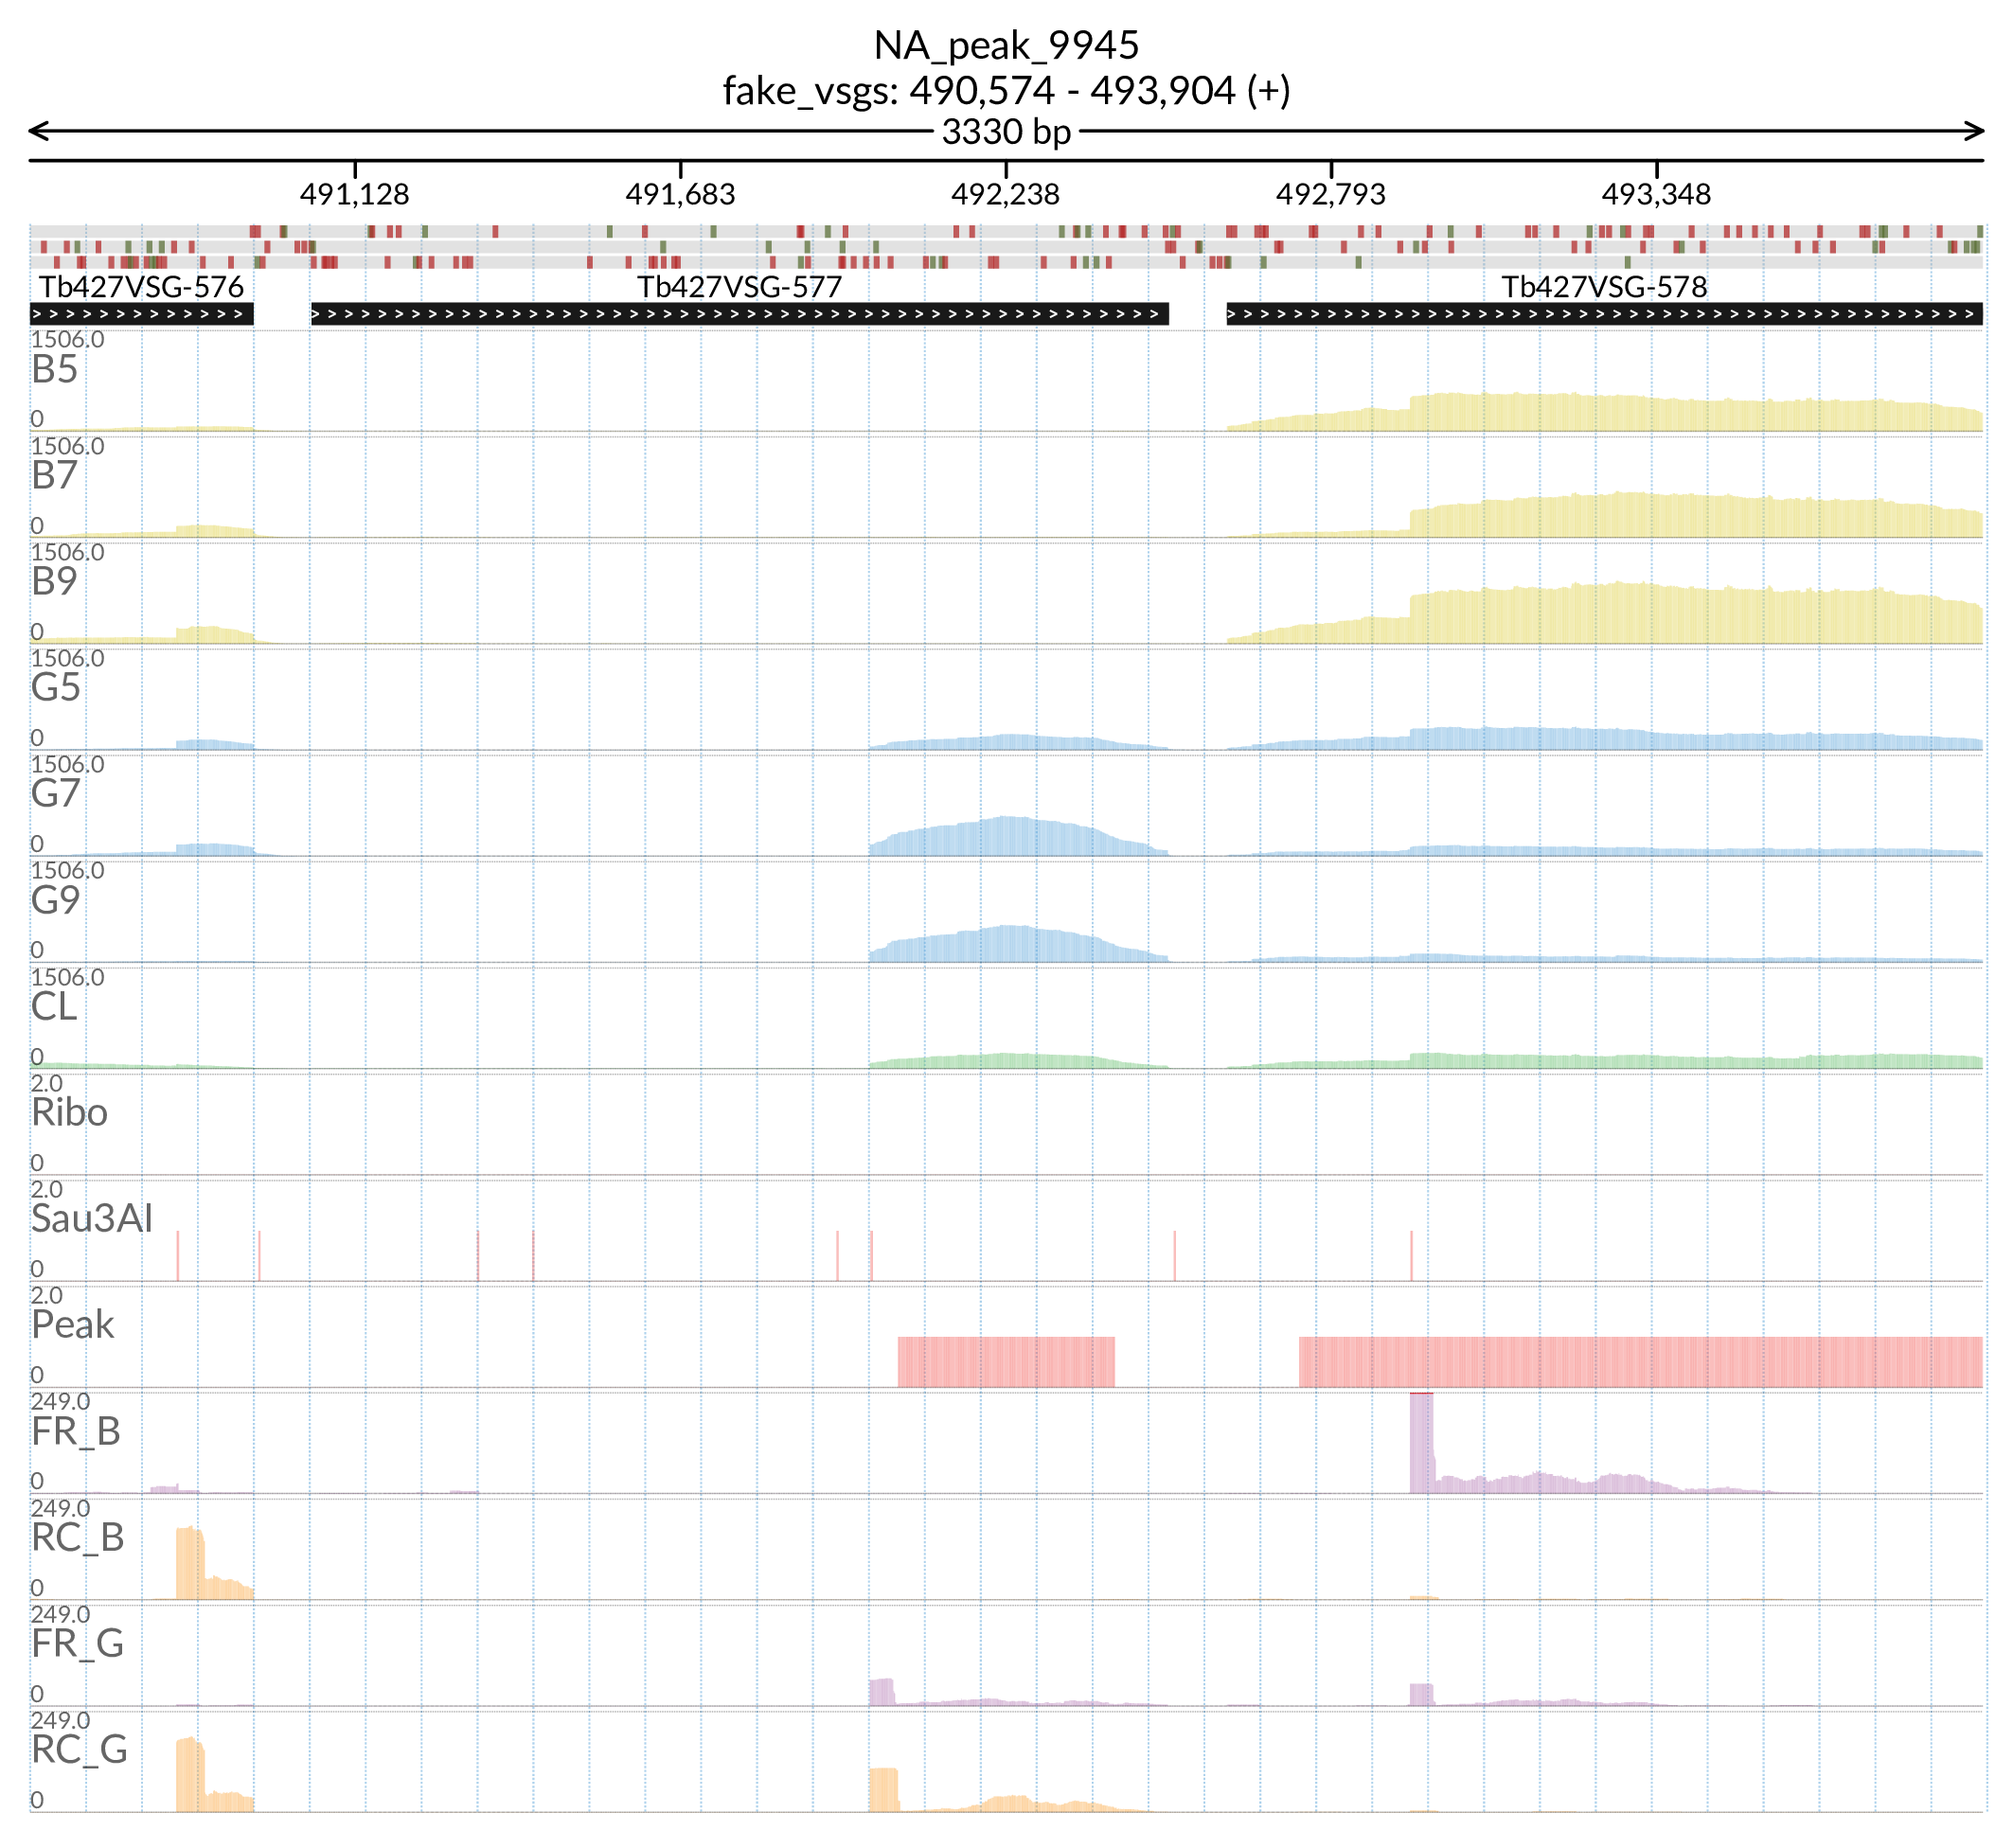 NA_peak_9945
fake_vsgs: 490,574 - 493,904 (+)
3330 bp
491,128 491,683 492,238 492,793 493,348
Tb427VSG-576 Tb427VSG-577 Tb427VSG-578
1506.0
B5
0
1506.0
B7
0
1506.0
B9
0
1506.0
G5
0
1506.0
G7
0
1506.0
G9
0
1506.0
CL
0
2.0
Ribo
0
2.0
Sau3AI
0
2.0
Peak
0
249.0
FR_B
0
249.0
RC_B
0
249.0
FR_G
0
249.0
RC_G
0